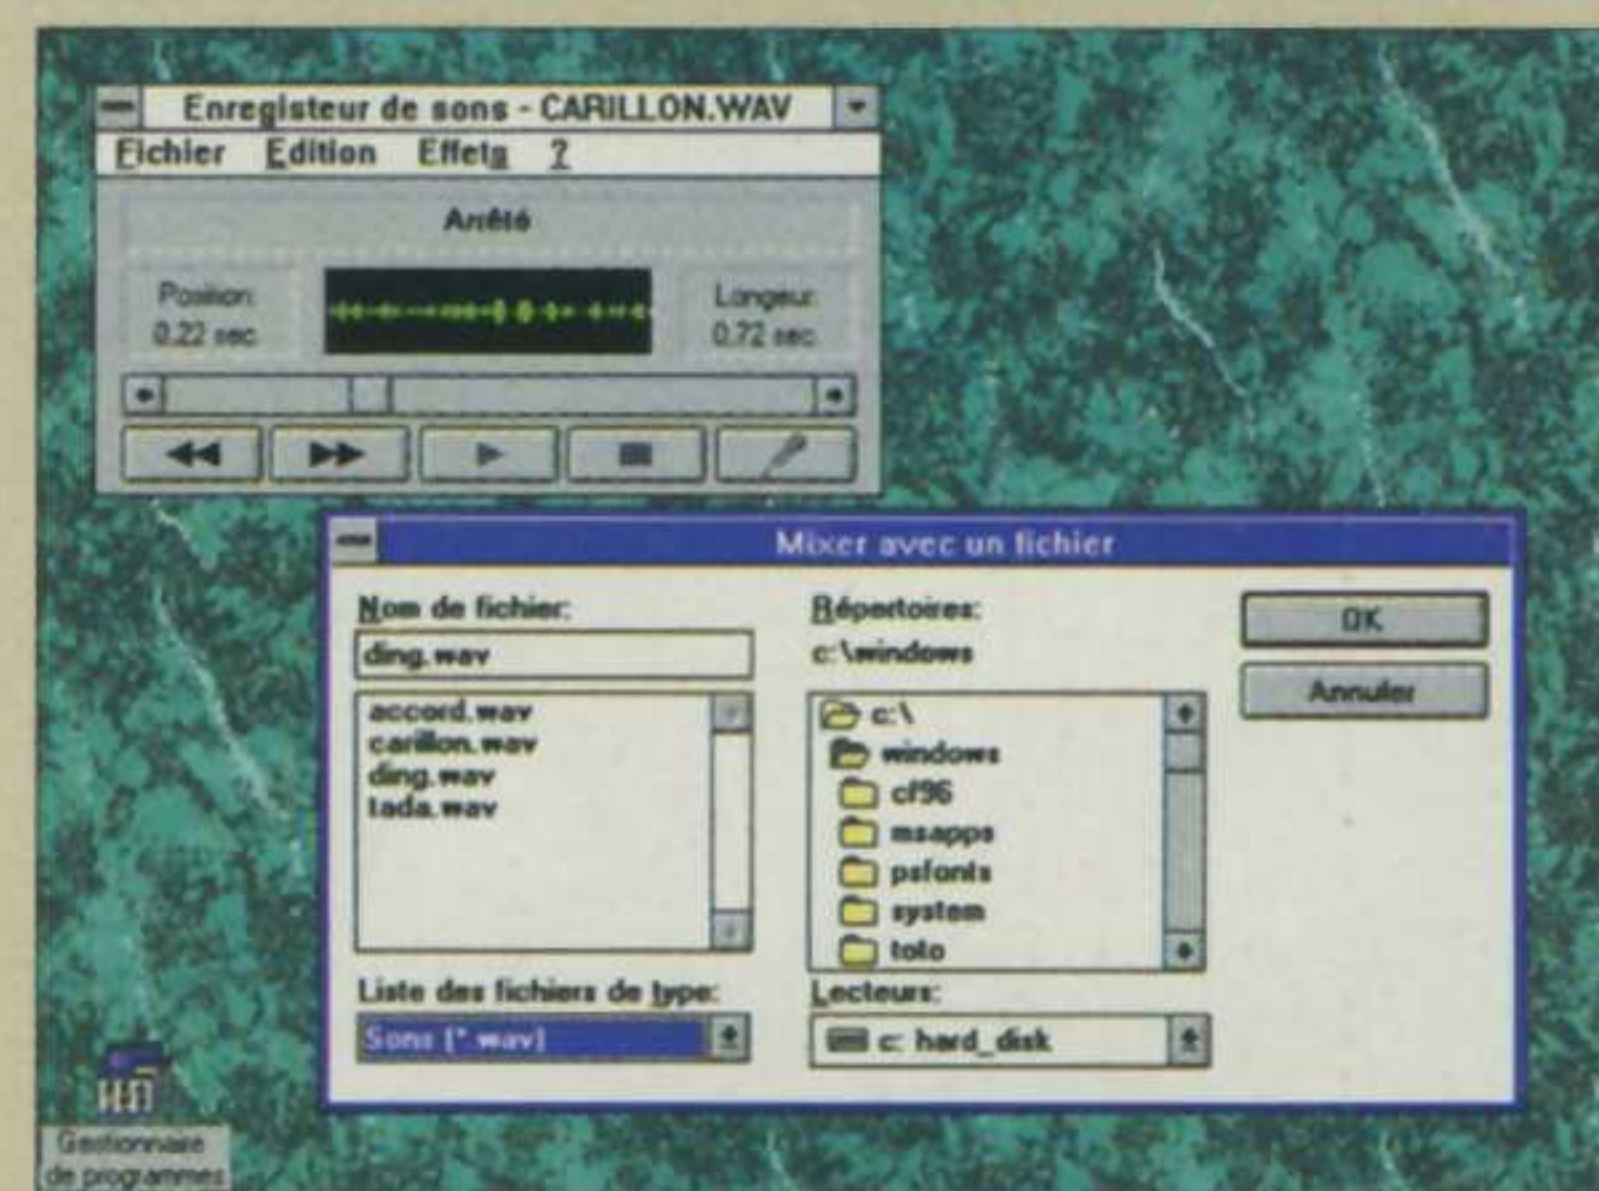 Enregisteur de sons - CARILLON.WAV
Fichier Edition Effets ?
Arrêté
Position:
0.22 sec.
Longeur:
0.72 sec.
Mixer avec un fichier
Nom de fichier:
ding.wav
accord.wav
carillon.wav
ding.wav
tada.wav
Liste des fichiers de type:
Sons (*.wav)
Répertoires:
c:\windows
c:\
windows
cf96
msapps
psfonts
system
toto
Lecteurs:
c: hard_disk
OK
Annuler
Gestionnaire
de programmes